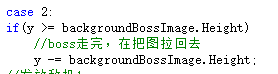 case 2:
if(y >= backgroundBossImage.Height)
//boss走完，在把图拉回去
y -= backgroundBossImage.Height;